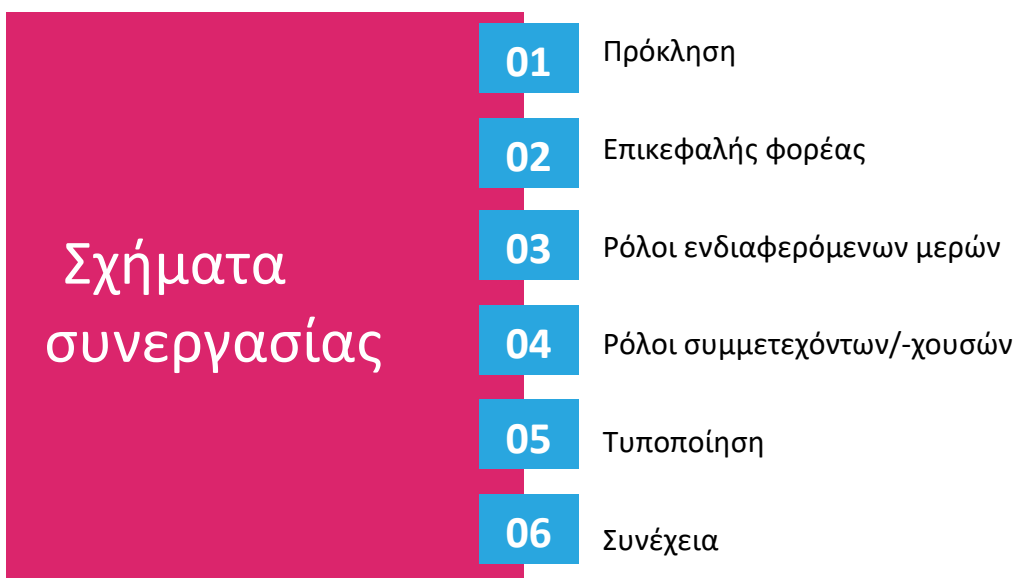 Σχήματα
συνεργασίας
01 Πρόκληση
02 Επικεφαλής φορέας
03 Ρόλοι ενδιαφερόμενων μερών
04 Ρόλοι συμμετεχόντων/-χουσών
05 Τυποποίηση
06 Συνέχεια